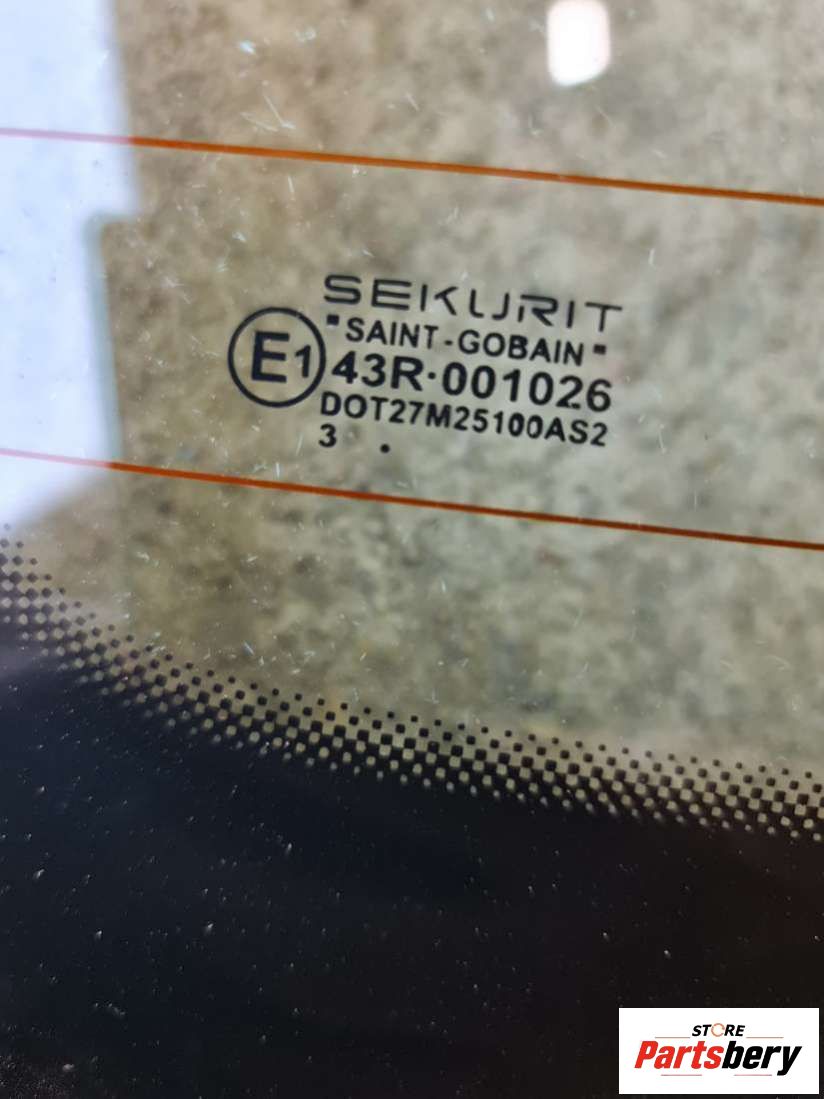 SEKURIT
"SAINT-GOBAIN"
E1 43R·001026
DOT27M25100AS2
3 .
STORE
Partsbery